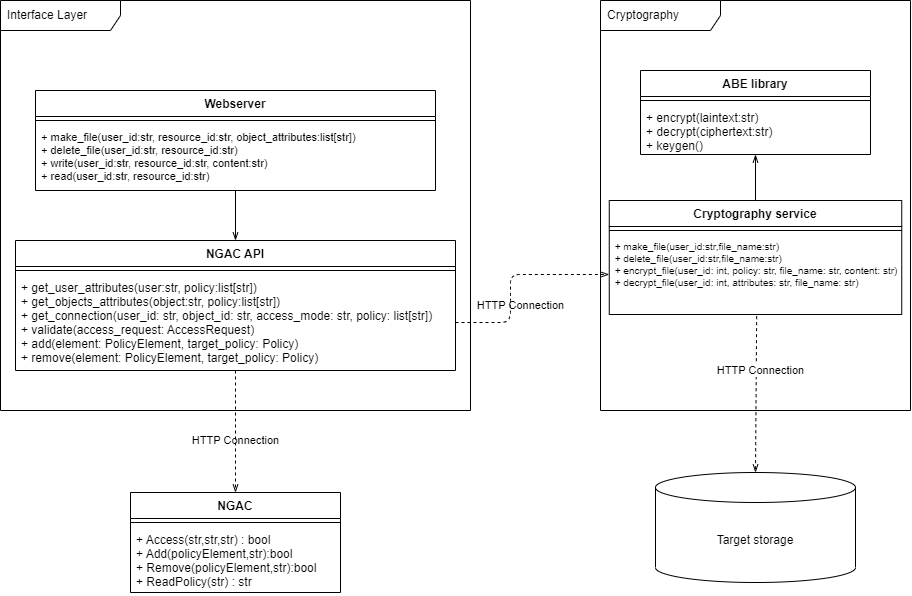 Interface Layer
Webserver
+ make_file(user_id:str, resource_id:str, object_attributes:list[str])
+ delete_file(user_id:str, resource_id:str)
+ write(user_id:str, resource_id:str, content:str)
+ read(user_id:str, resource_id:str)
NGAC API
+ get_user_attributes(user:str, policy:list[str])
+ get_objects_attributes(object:str, policy:list[str])
+ get_connection(user_id: str, object_id: str, access_mode: str, policy: list[str])
+ validate(access_request: AccessRequest)
+ add(element: PolicyElement, target_policy: Policy)
+ remove(element: PolicyElement, target_policy: Policy)
HTTP Connection
NGAC
+ Access(str,str,str) : bool
+ Add(policyElement,str):bool
+ Remove(policyElement,str):bool
+ ReadPolicy(str) : str
HTTP Connection
Cryptography
ABE library
+ encrypt(laintext:str)
+ decrypt(ciphertext:str)
+ keygen()
Cryptography service
+ make_file(user_id:str,file_name:str)
+ delete_file(user_id:str,file_name:str)
+ encrypt_file(user_id: int, policy: str, file_name: str, content: str)
+ decrypt_file(user_id: int, attributes: str, file_name: str)
HTTP Connection
Target storage